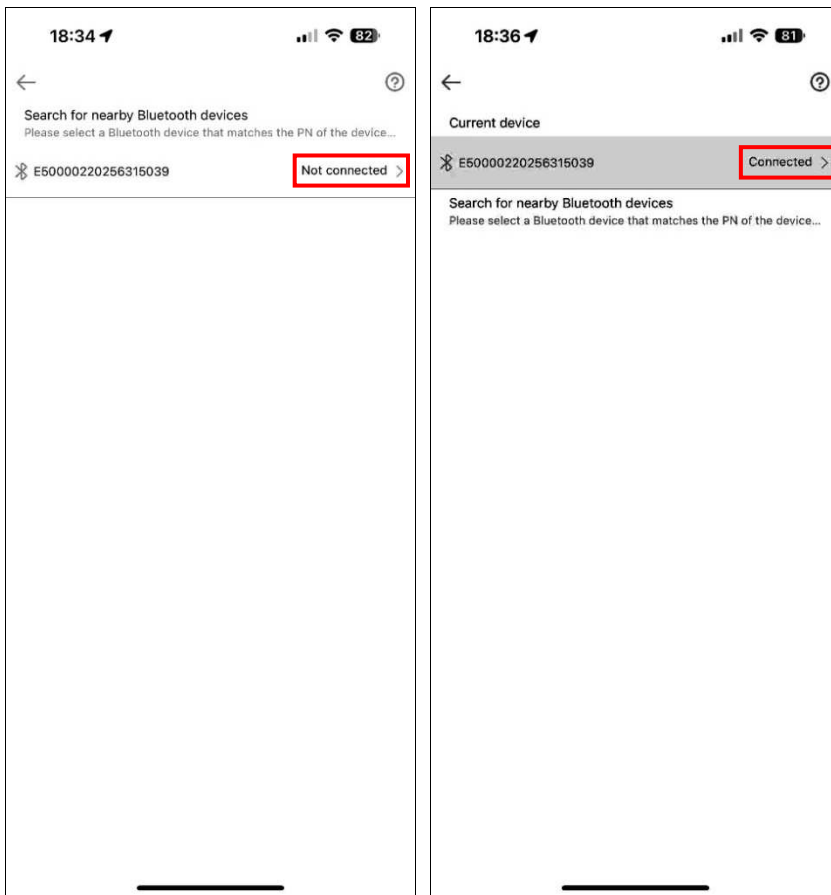 18:34
82
Search for nearby Bluetooth devices
Please select a Bluetooth device that matches the PN of the device...
E50000220256315039
Not connected
18:36
81
Current device
E50000220256315039
Connected
Search for nearby Bluetooth devices
Please select a Bluetooth device that matches the PN of the device...